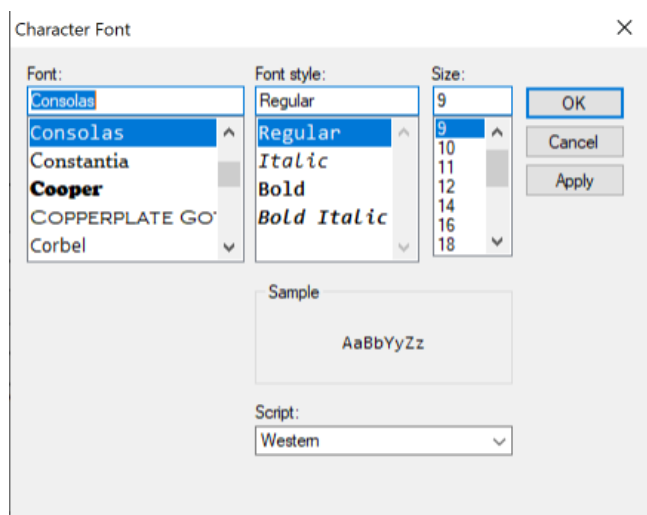 Character Font
Font:
Consolas
Consolas
Constantia
Cooper
COPPERPLATE GO
Corbel
Font style:
Regular
Regular
Italic
Bold
Bold Italic
Size:
9
9
10
11
12
14
16
18
OK
Cancel
Apply
Sample
AaBbYyZz
Script:
Western